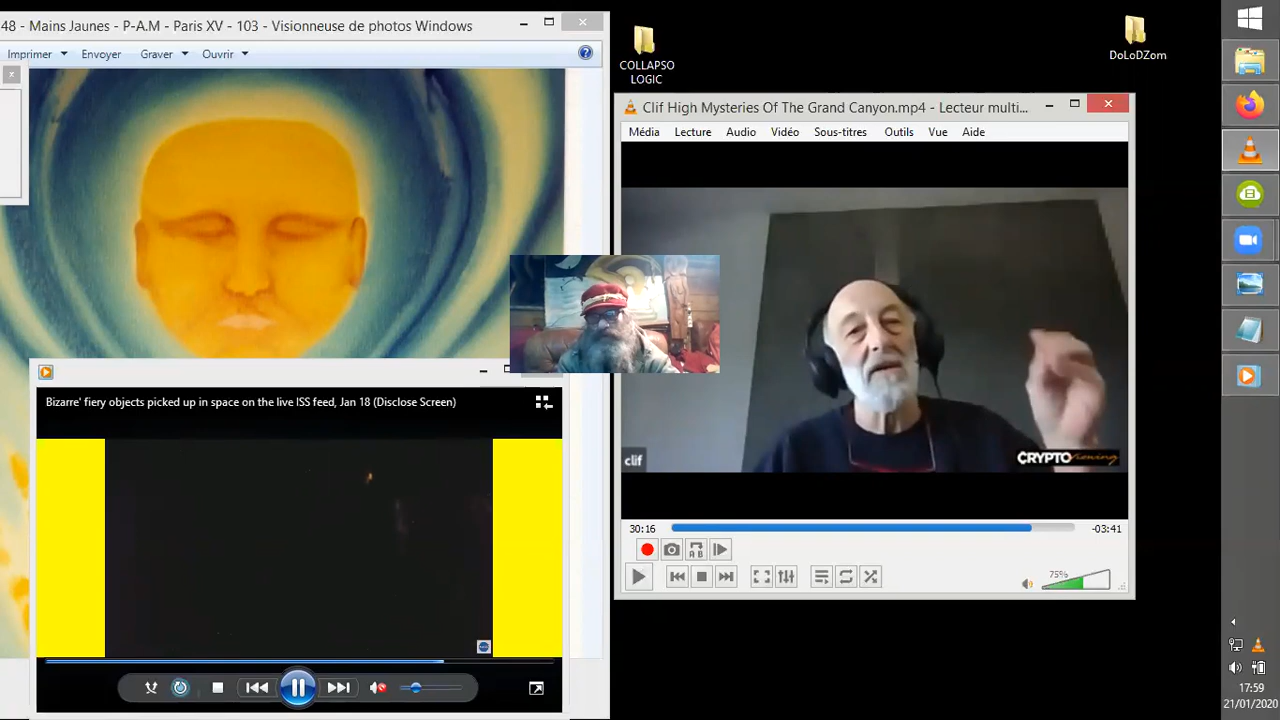 48 - Mains Jaunes - P-A.M - Paris XV - 103 - Visionneuse de photos Windows
Imprimer Envoyer Graver Ouvrir
COLLAPSO
LOGIC
DoLoDZom
Clif High Mysteries Of The Grand Canyon.mp4 - Lecteur multi...
Média Lecture Audio Vidéo Sous-titres Outils Vue Aide
clif
CRYPTO viewing
30:16
-03:41
75%
Bizarre' fiery objects picked up in space on the live ISS feed, Jan 18 (Disclose Screen)
17:59
21/01/2020